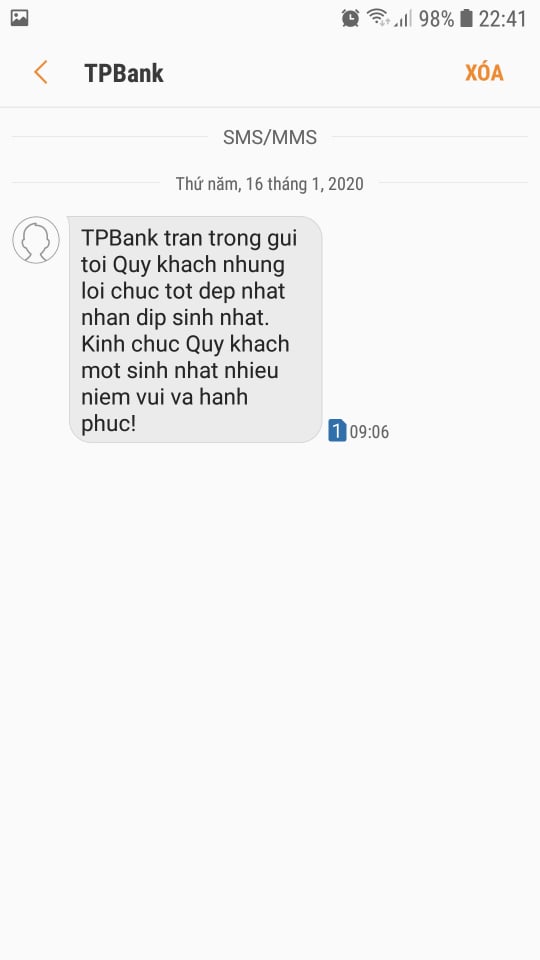 98% 22:41
TPBank XÓA
SMS/MMS
Thứ năm, 16 tháng 1, 2020
TPBank tran trong gui
toi Quy khach nhung
loi chuc tot dep nhat
nhan dip sinh nhat.
Kinh chuc Quy khach
mot sinh nhat nhieu
niem vui va hanh
phuc!
1 09:06